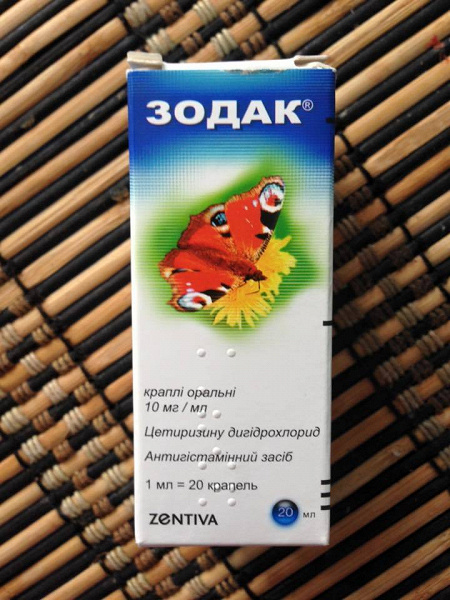 ЗОДАК®
краплі оральні
10 мг / мл
Цетиризину дигідрохлорид
Антигістамінний засіб
1 мл = 20 крапель
ZENTIVA
20 мл